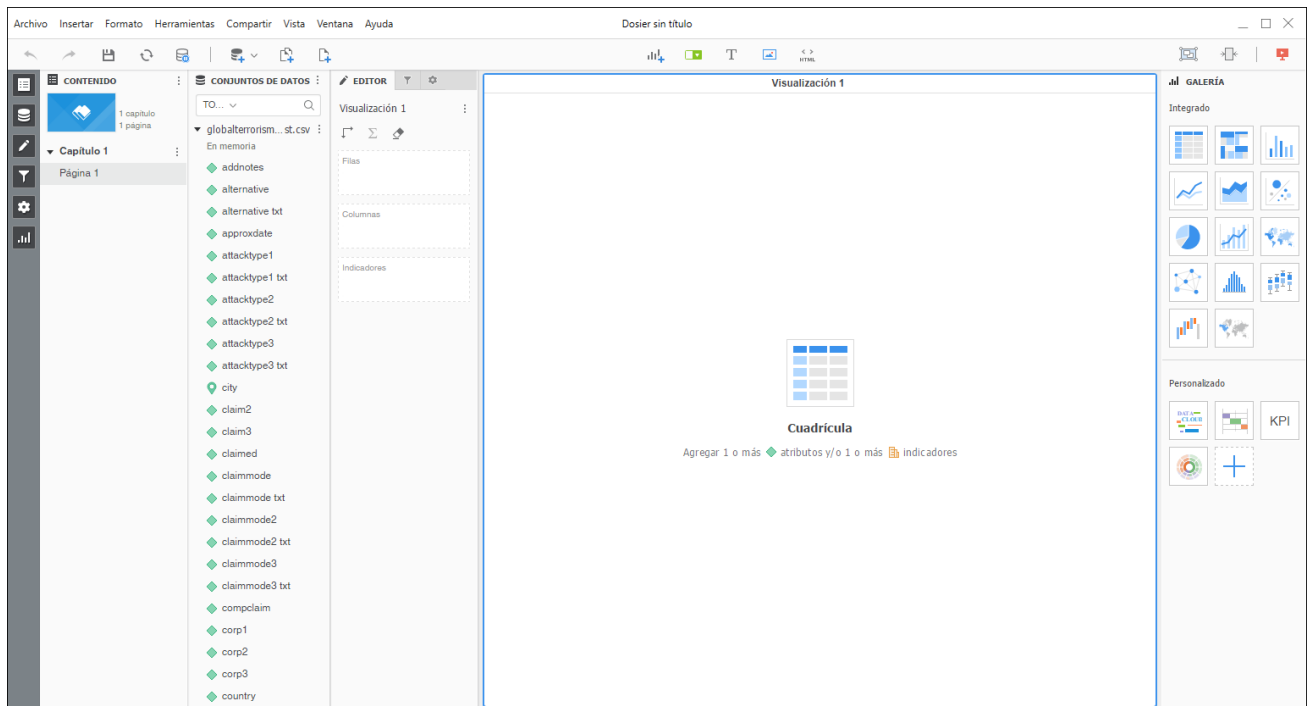 Archivo Insertar Formato Herramientas Compartir Vista Ventana Ayuda
Dosier sin título
T
< >
HTML
CONTENIDO
1 capítulo
1 página
Capítulo 1
Página 1
CONJUNTOS DE DATOS
TO...
globalterrorism... st.csv
En memoria
addnotes
alternative
alternative txt
approxdate
attacktype1
attacktype1 txt
attacktype2
attacktype2 txt
attacktype3
attacktype3 txt
city
claim2
claim3
claimed
claimmode
claimmode txt
claimmode2
claimmode2 txt
claimmode3
claimmode3 txt
compclaim
corp1
corp2
corp3
country
EDITOR
Visualización 1
Filas
Columnas
Indicadores
Visualización 1
Cuadrícula
Agregar 1 o más atributos y/o 1 o más indicadores
GALERÍA
Integrado
Personalizado
DATA
CLOUD
KPI